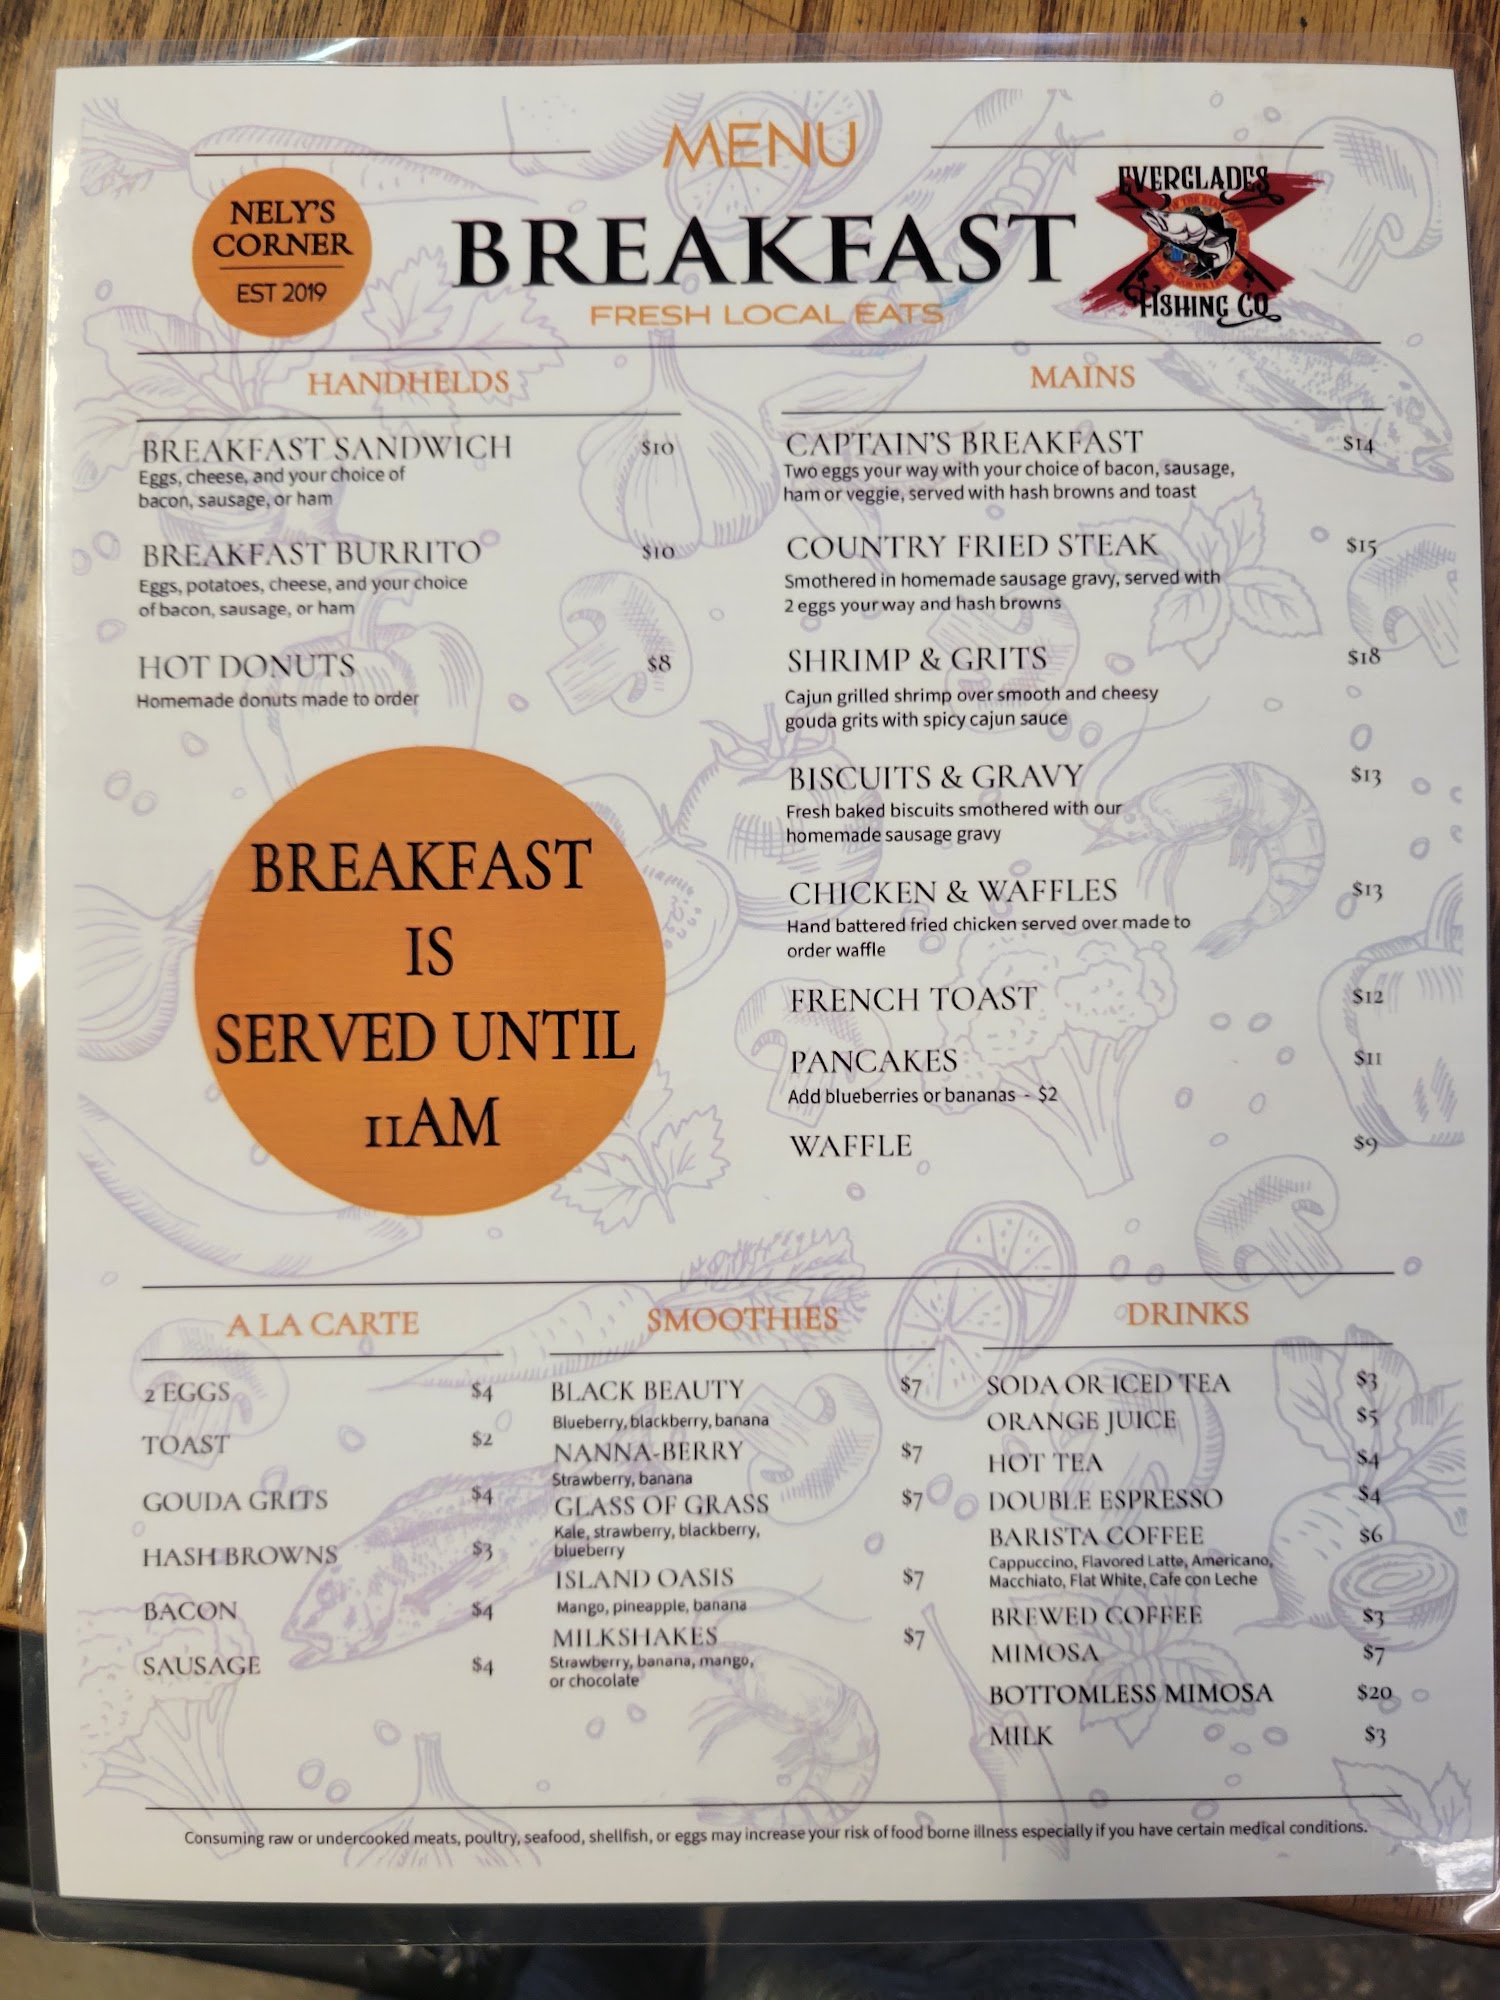 MENU
NELY'S
CORNER
EST 2019
BREAKFAST
FRESH LOCAL EATS
EVERGLADES
FISHING CO.
HANDHELDS
BREAKFAST SANDWICH $10
Eggs, cheese, and your choice of
bacon, sausage, or ham
BREAKFAST BURRITO $10
Eggs, potatoes, cheese, and your choice
of bacon, sausage, or ham
HOT DONUTS $8
Homemade donuts made to order
BREAKFAST
IS
SERVED UNTIL
11AM
MAINS
CAPTAIN'S BREAKFAST $14
Two eggs your way with your choice of bacon, sausage,
ham or veggie, served with hash browns and toast
COUNTRY FRIED STEAK $15
Smothered in homemade sausage gravy, served with
2 eggs your way and hash browns
SHRIMP & GRITS $18
Cajun grilled shrimp over smooth and cheesy
gouda grits with spicy cajun sauce
BISCUITS & GRAVY $13
Fresh baked biscuits smothered with our
homemade sausage gravy
CHICKEN & WAFFLES $13
Hand battered fried chicken served over made to
order waffle
FRENCH TOAST $12
PANCAKES $11
Add blueberries or bananas - $2
WAFFLE $9
A LA CARTE
2 EGGS $4
TOAST $2
GOUDA GRITS $4
HASH BROWNS $3
BACON $4
SAUSAGE $4
SMOOTHIES
BLACK BEAUTY $7
Blueberry, blackberry, banana
NANNA-BERRY $7
Strawberry, banana
GLASS OF GRASS $7
Kale, strawberry, blackberry,
blueberry
ISLAND OASIS $7
Mango, pineapple, banana
MILKSHAKES $7
Strawberry, banana, mango,
or chocolate
DRINKS
SODA OR ICED TEA $3
ORANGE JUICE $5
HOT TEA $4
DOUBLE ESPRESSO $4
BARISTA COFFEE $6
Cappuccino, Flavored Latte, Americano,
Macchiato, Flat White, Cafe con Leche
BREWED COFFEE $3
MIMOSA $7
BOTTOMLESS MIMOSA $20
MILK $3
Consuming raw or undercooked meats, poultry, seafood, shellfish, or eggs may increase your risk of food borne illness especially if you have certain medical conditions.